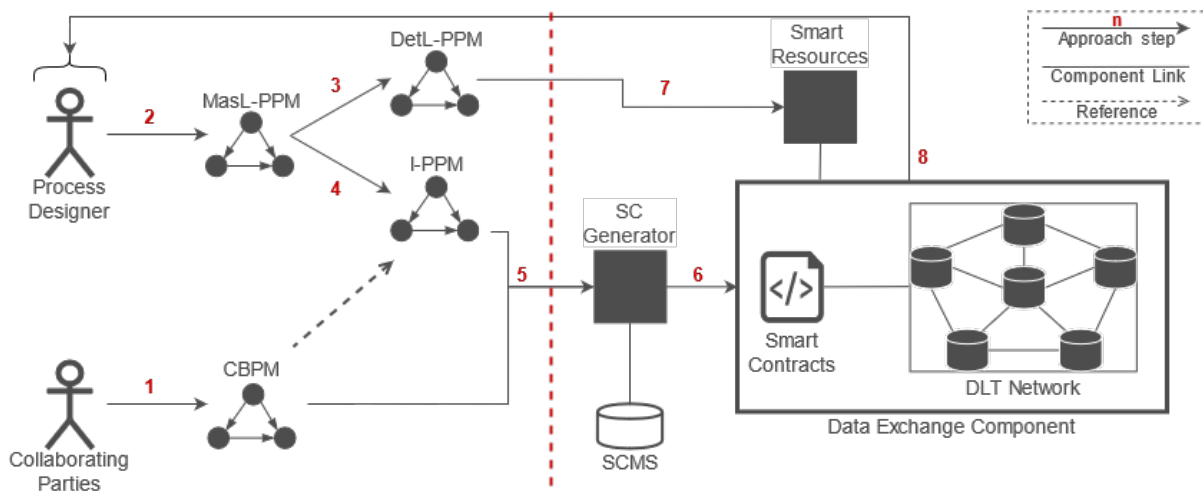 DetL-PPM
Smart
Resources
n
Approach step
Component Link
Reference
3
7
MasL-PPM
2
I-PPM
8
4
Process
Designer
SC
Generator
5
6
</>
Smart
Contracts
CBPM
1
DLT Network
Data Exchange Component
Collaborating
Parties
SCMS